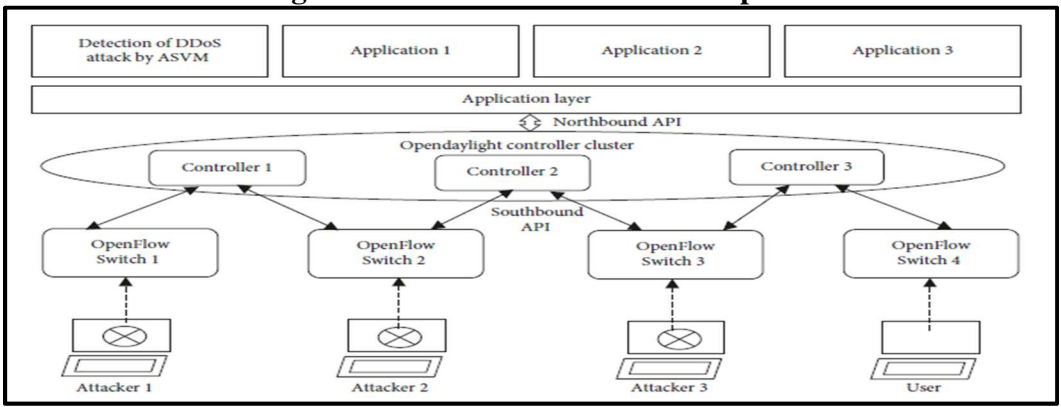 Detection of DDoS
attack by ASVM
Application 1
Application 2
Application 3
Application layer
Northbound API
Opendaylight controller cluster
Controller 1
Controller 2
Controller 3
Southbound
API
OpenFlow
Switch 1
OpenFlow
Switch 2
OpenFlow
Switch 3
OpenFlow
Switch 4
Attacker 1
Attacker 2
Attacker 3
User